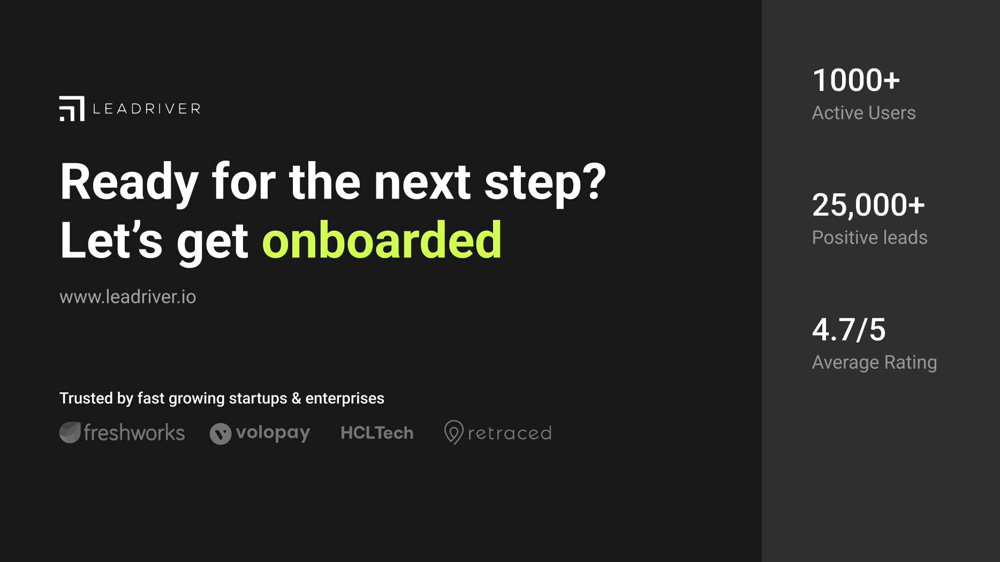 LEADRIVER
Ready for the next step?
Let’s get onboarded
www.leadriver.io
Trusted by fast growing startups & enterprises
freshworks
volopay
HCLTech
retraced
1000+
Active Users
25,000+
Positive leads
4.7/5
Average Rating